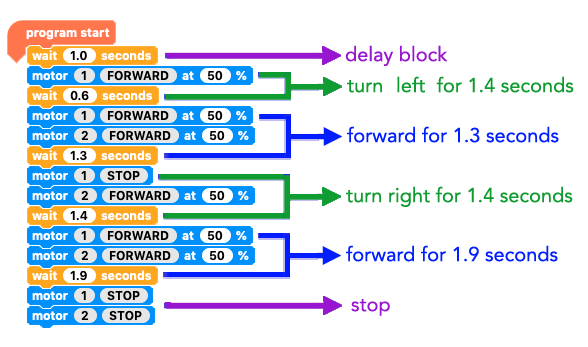 program start
wait 1.0 seconds delay block
motor 1 FORWARD at 50 %
turn left for 1.4 seconds
wait 0.6 seconds
motor 1 FORWARD at 50 %
motor 2 FORWARD at 50 % forward for 1.3 seconds
wait 1.3 seconds
motor 1 STOP
motor 2 FORWARD at 50 % turn right for 1.4 seconds
wait 1.4 seconds
motor 1 FORWARD at 50 %
motor 2 FORWARD at 50 % forward for 1.9 seconds
wait 1.9 seconds
motor 1 STOP
stop
motor 2 STOP